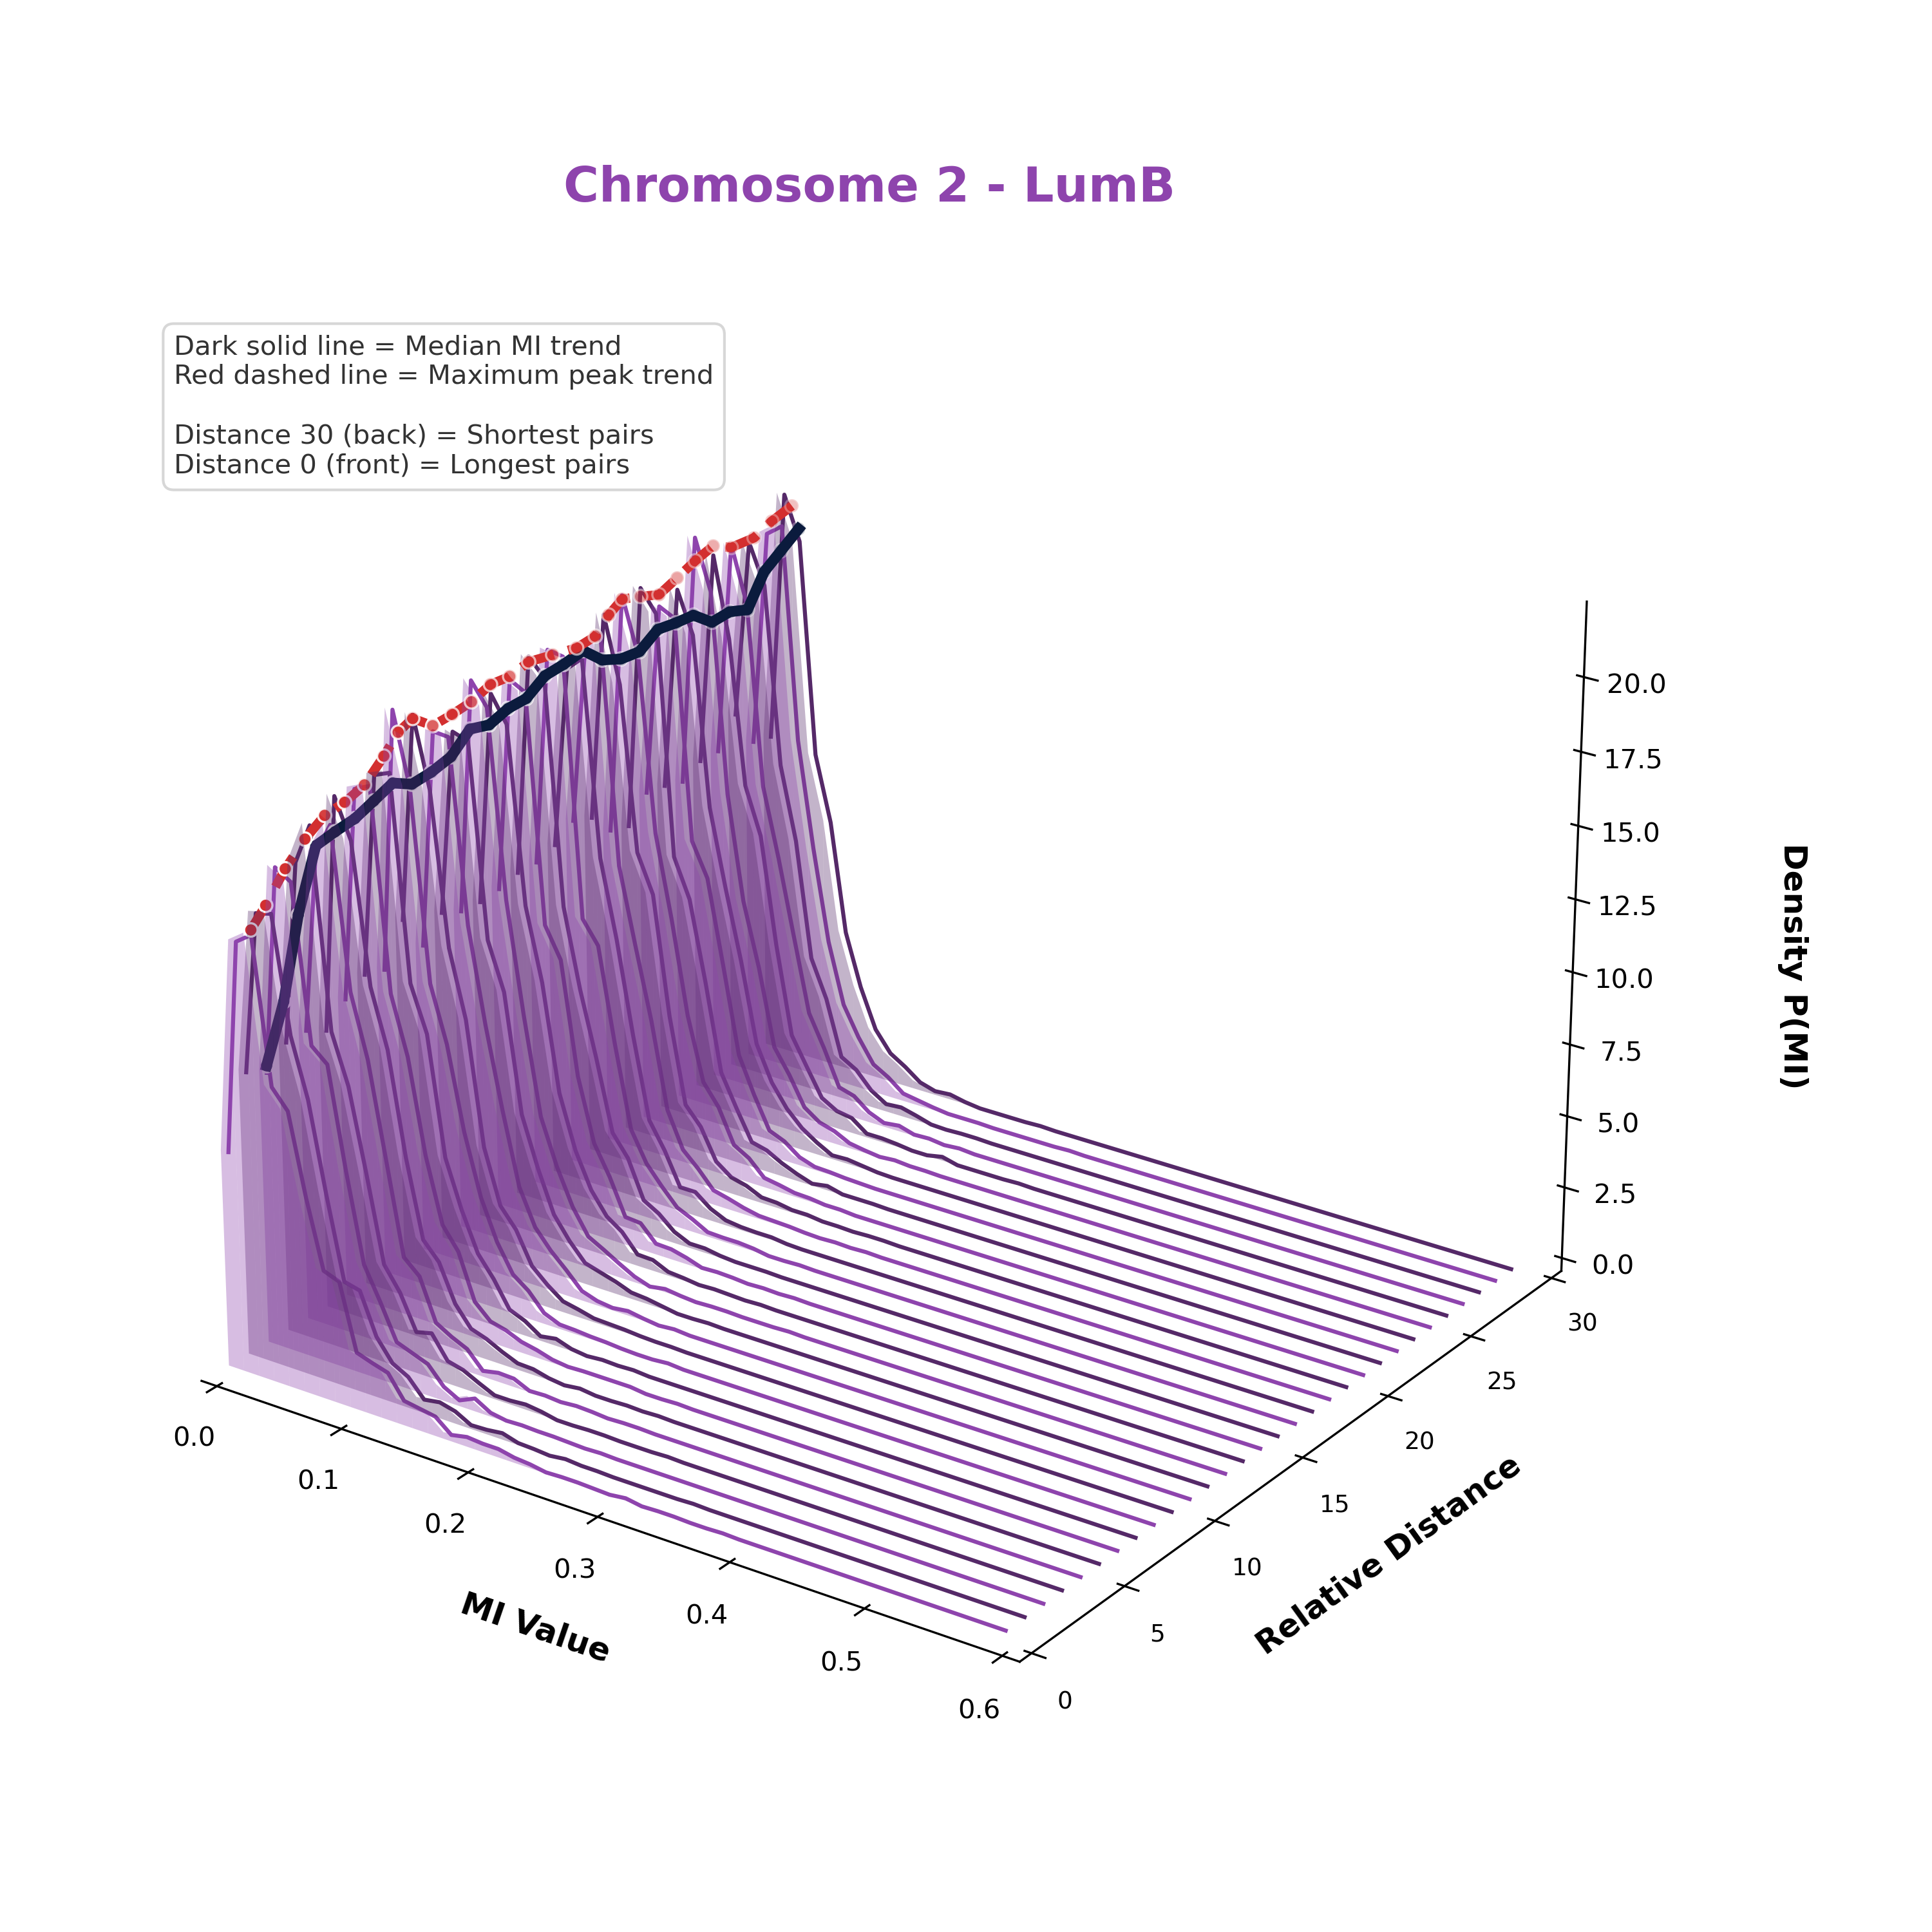 Chromosome 2 - LumB
Dark solid line = Median MI trend
Red dashed line = Maximum peak trend
Distance 30 (back) = Shortest pairs
Distance 0 (front) = Longest pairs
20.0
17.5
15.0
12.5
10.0
7.5
5.0
2.5
0.0
Density P(MI)
0.0
0.1
0.2
0.3
0.4
0.5
0.6
MI Value
0
5
10
15
20
25
30
Relative Distance